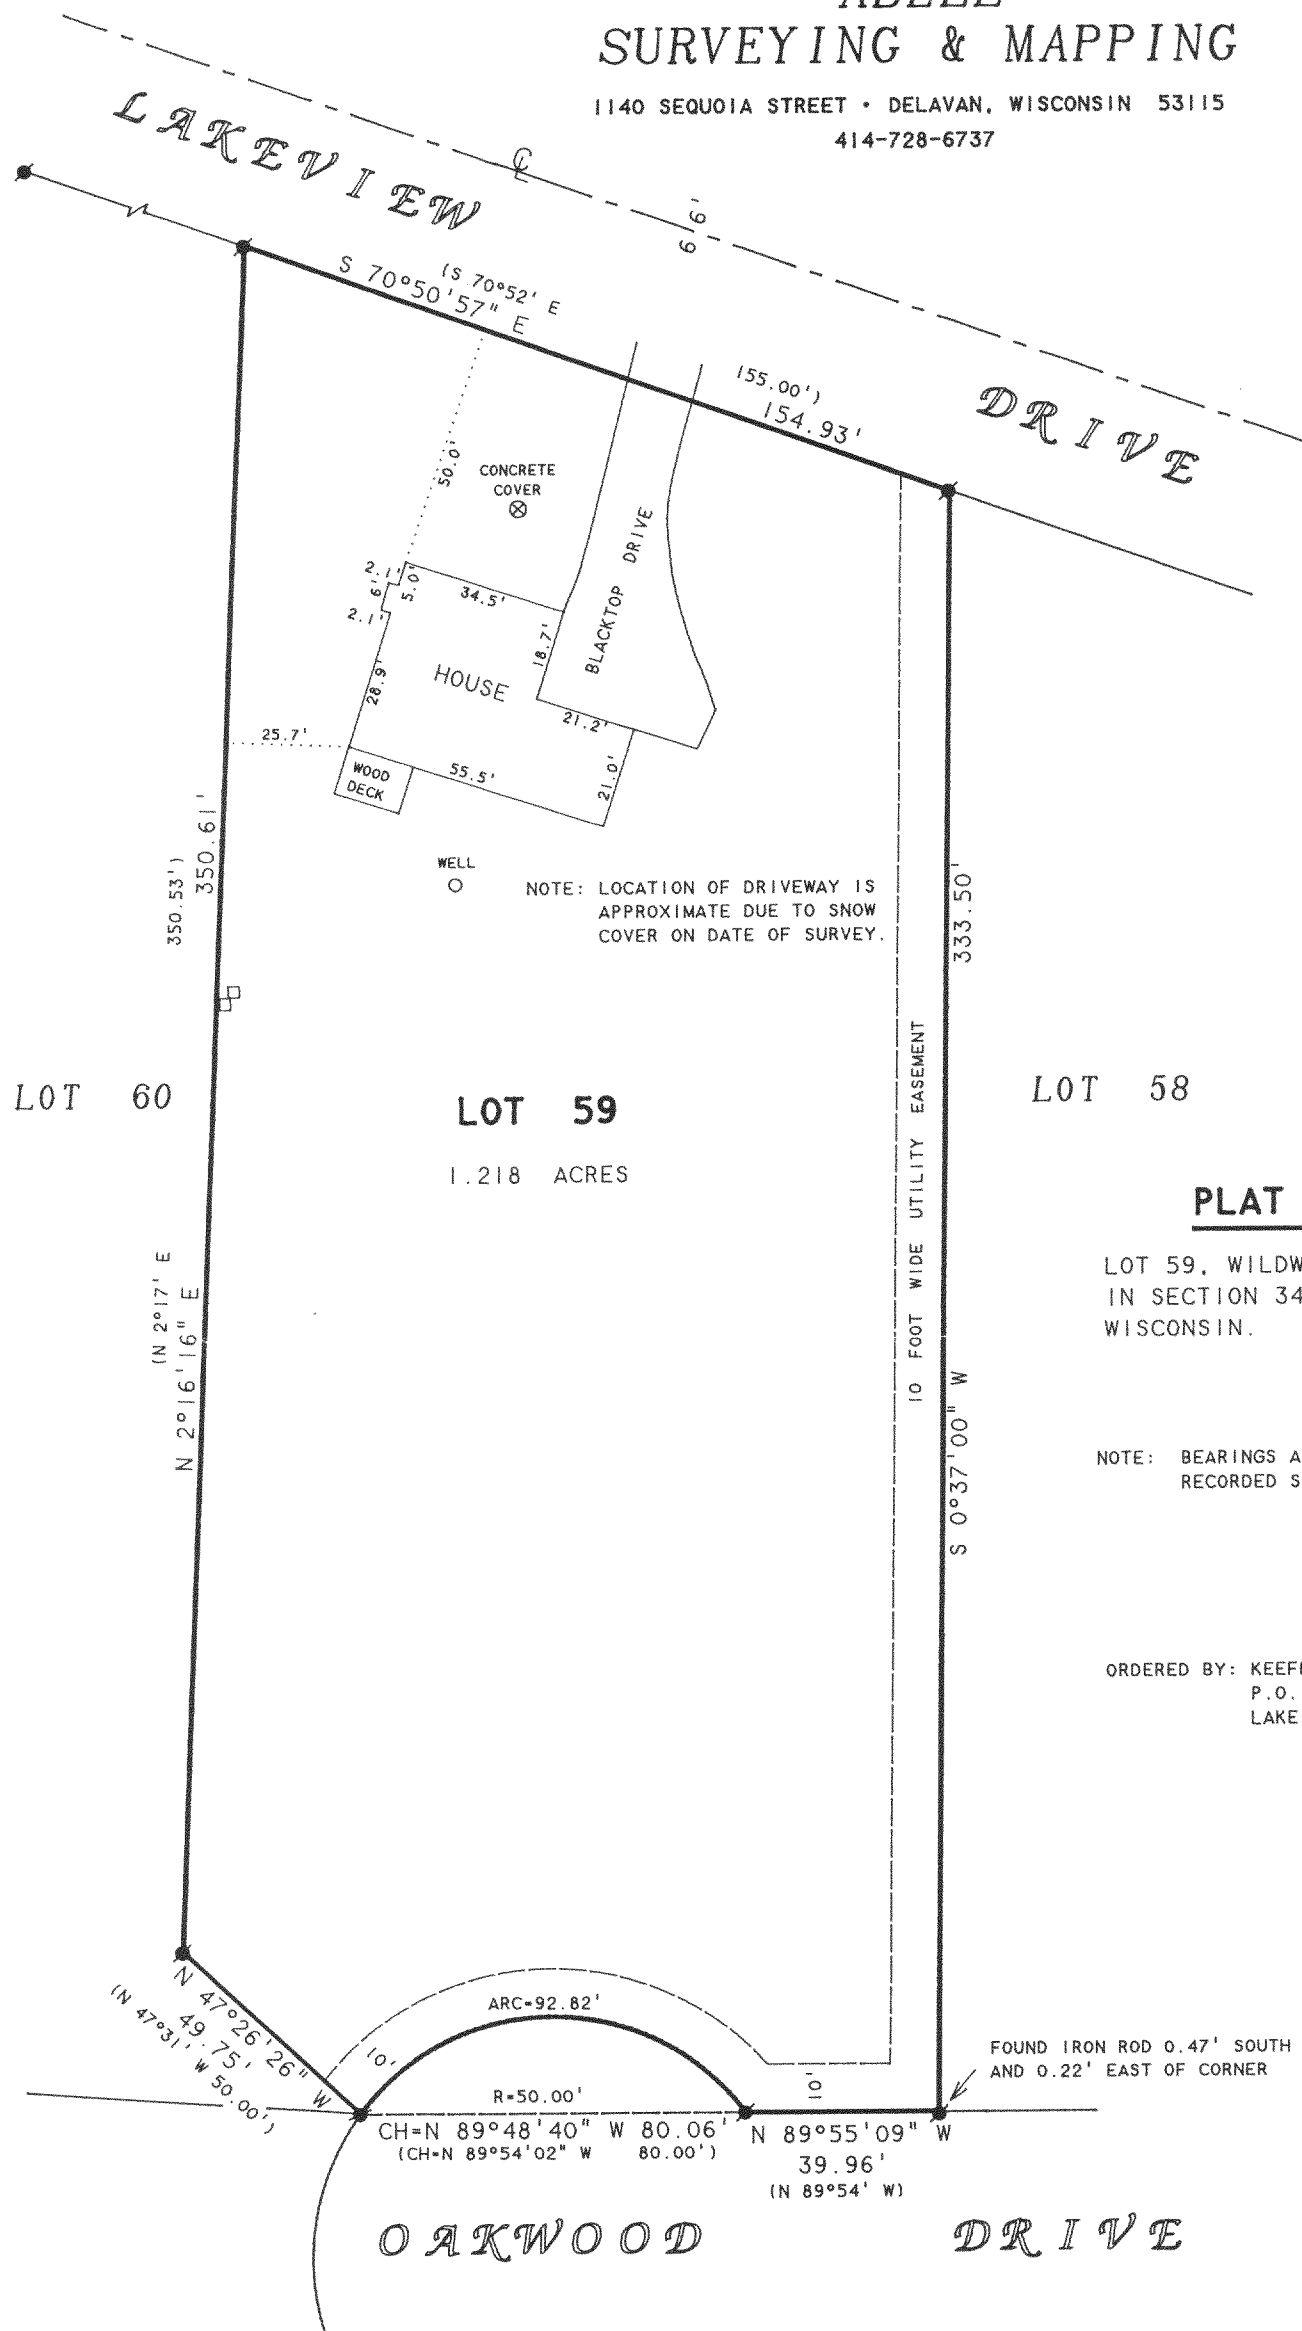 SURVEYING & MAPPING
1140 SEQUOIA STREET • DELAVAN, WISCONSIN 53115
414-728-6737
LAKEVIEW
DRIVE
℄
66'
(S 70°52' E
155.00')
S 70°50'57" E
154.93'
50.0'
CONCRETE
COVER
BLACKTOP DRIVE
2.1'
6'
5.0'
2.1'
34.5'
18.7'
28.9'
HOUSE
21.2'
25.7'
WOOD
DECK
55.5'
21.0'
WELL
NOTE: LOCATION OF DRIVEWAY IS
APPROXIMATE DUE TO SNOW
COVER ON DATE OF SURVEY.
350.53')
350.61'
333.50'
LOT 60
LOT 59
1.218 ACRES
LOT 58
10 FOOT WIDE UTILITY EASEMENT
PLAT
LOT 59, WILDW
IN SECTION 34
WISCONSIN.
(N 2°17' E
N 2°16'16" E
S 0°37'00" W
NOTE: BEARINGS A
RECORDED S
ORDERED BY: KEEF
P.O.
LAKE
N 47°26'26" W
49.75'
(N 47°31' W 50.00')
ARC=92.82'
10'
10'
R=50.00'
FOUND IRON ROD 0.47' SOUTH
AND 0.22' EAST OF CORNER
CH=N 89°48'40" W 80.06'
(CH=N 89°54'02" W 80.00')
N 89°55'09" W
39.96'
(N 89°54' W)
OAKWOOD DRIVE